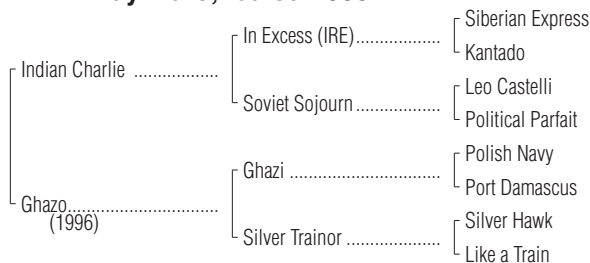 Siberian Express
In Excess (IRE)...................
Kantado
Indian Charlie ...................
Leo Castelli
Soviet Sojourn ...................
Political Parfait
Polish Navy
Ghazi ...............................
Port Damascus
Ghazo..................................
(1996)
Silver Hawk
Silver Trainor ....................
Like a Train